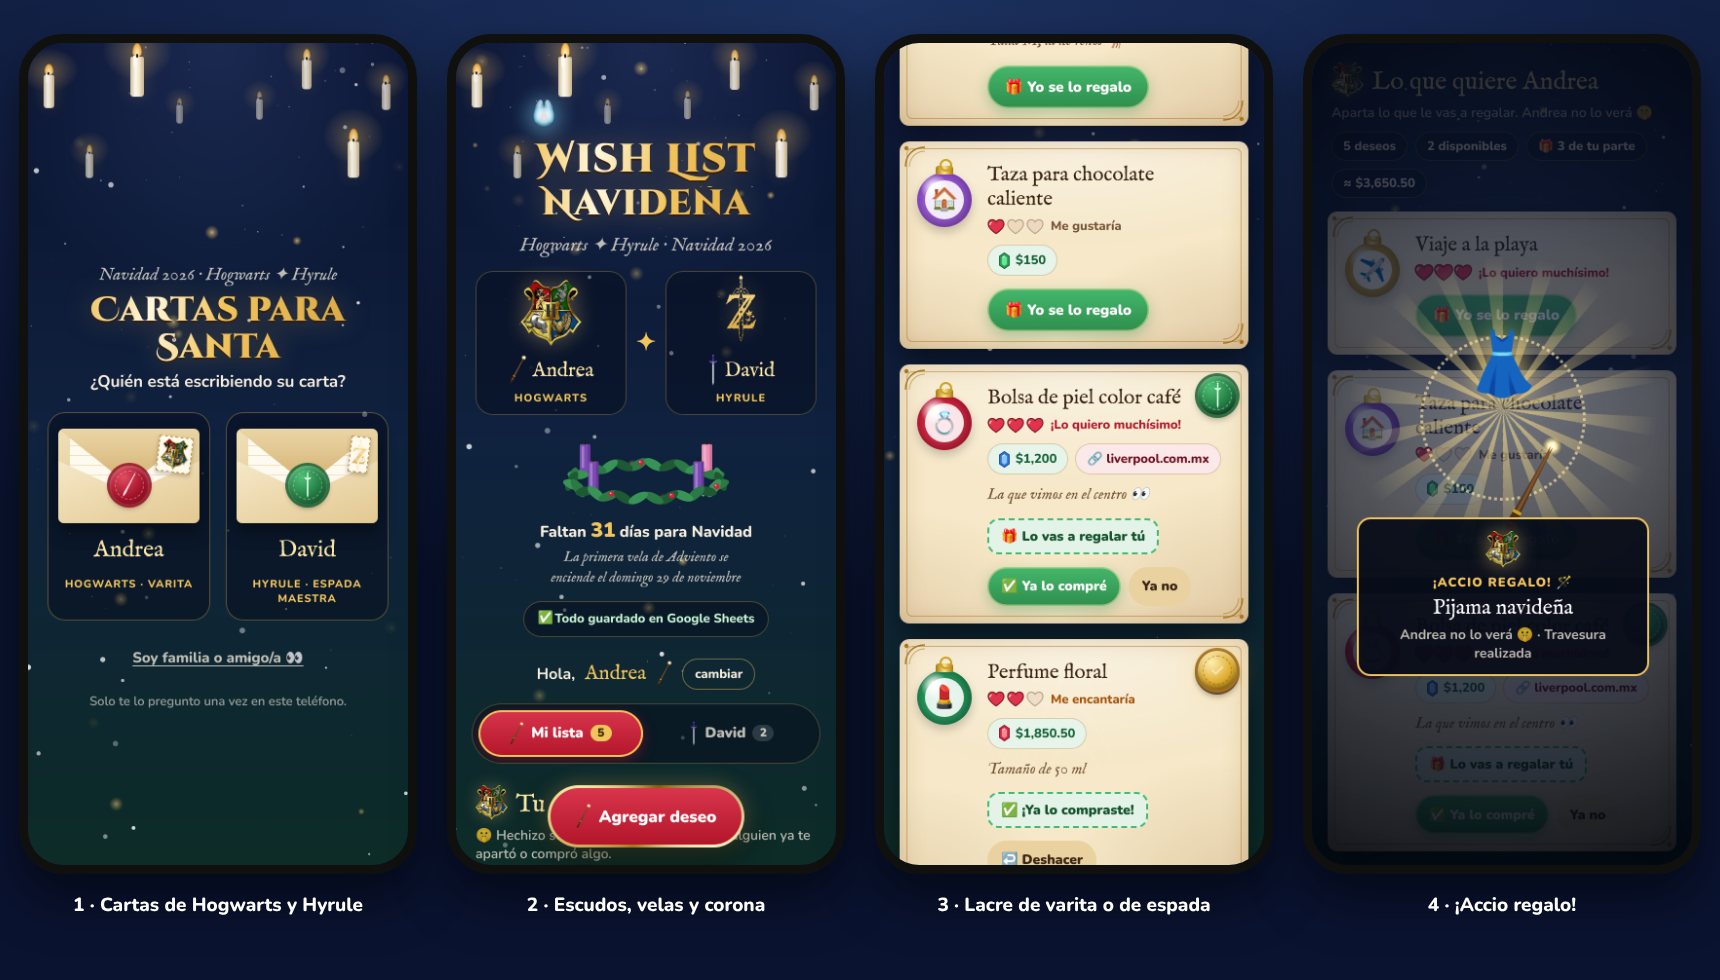 Navidad 2026 · Hogwarts ✦ Hyrule
CARTAS PARA
SANTA
¿Quién está escribiendo su carta?
Andrea
HOGWARTS · VARITA
David
HYRULE · ESPADA
MAESTRA
Soy familia o amigo/a 👀
Solo te lo pregunto una vez en este teléfono.
1 · Cartas de Hogwarts y Hyrule
WISH LIST
NAVIDEÑA
Hogwarts ✦ Hyrule · Navidad 2026
Z
Andrea
HOGWARTS
David
HYRULE
Faltan 31 días para Navidad
La primera vela de Adviento se
enciende el domingo 29 de noviembre
✅ Todo guardado en Google Sheets
Hola, Andrea
cambiar
Mi lista 5
David 2
Tu
Agregar deseo
🤫 Hechizo
alguien ya te
apartó o compró algo.
2 · Escudos, velas y corona
🎁 Yo se lo regalo
Taza para chocolate
caliente
Me gustaría
$150
🎁 Yo se lo regalo
Bolsa de piel color café
¡Lo quiero muchísimo!
$1,200
🔗 liverpool.com.mx
La que vimos en el centro 👀
🎁 Lo vas a regalar tú
✅ Ya lo compré
Ya no
Perfume floral
Me encantaría
$1,850.50
Tamaño de 50 ml
✅ ¡Ya lo compraste!
↩️ Deshacer
3 · Lacre de varita o de espada
Lo que quiere Andrea
Aparta lo que le vas a regalar. Andrea no lo verá 🤫
5 deseos
2 disponibles
🎁 3 de tu parte
≈ $3,650.50
Viaje a la playa
¡Lo quiero muchísimo!
Yo se lo regalo
Taza para chocolate
caliente
Me gustaría
$150
¡ACCIO REGALO! 🪄
Pijama navideña
Andrea no lo verá 🤫 · Travesura
realizada
$1,200
liverpool.com.mx
La que vimos en el centro 👀
🎁 Lo vas a regalar tú
✅ Ya lo compré
Ya no
4 · ¡Accio regalo!